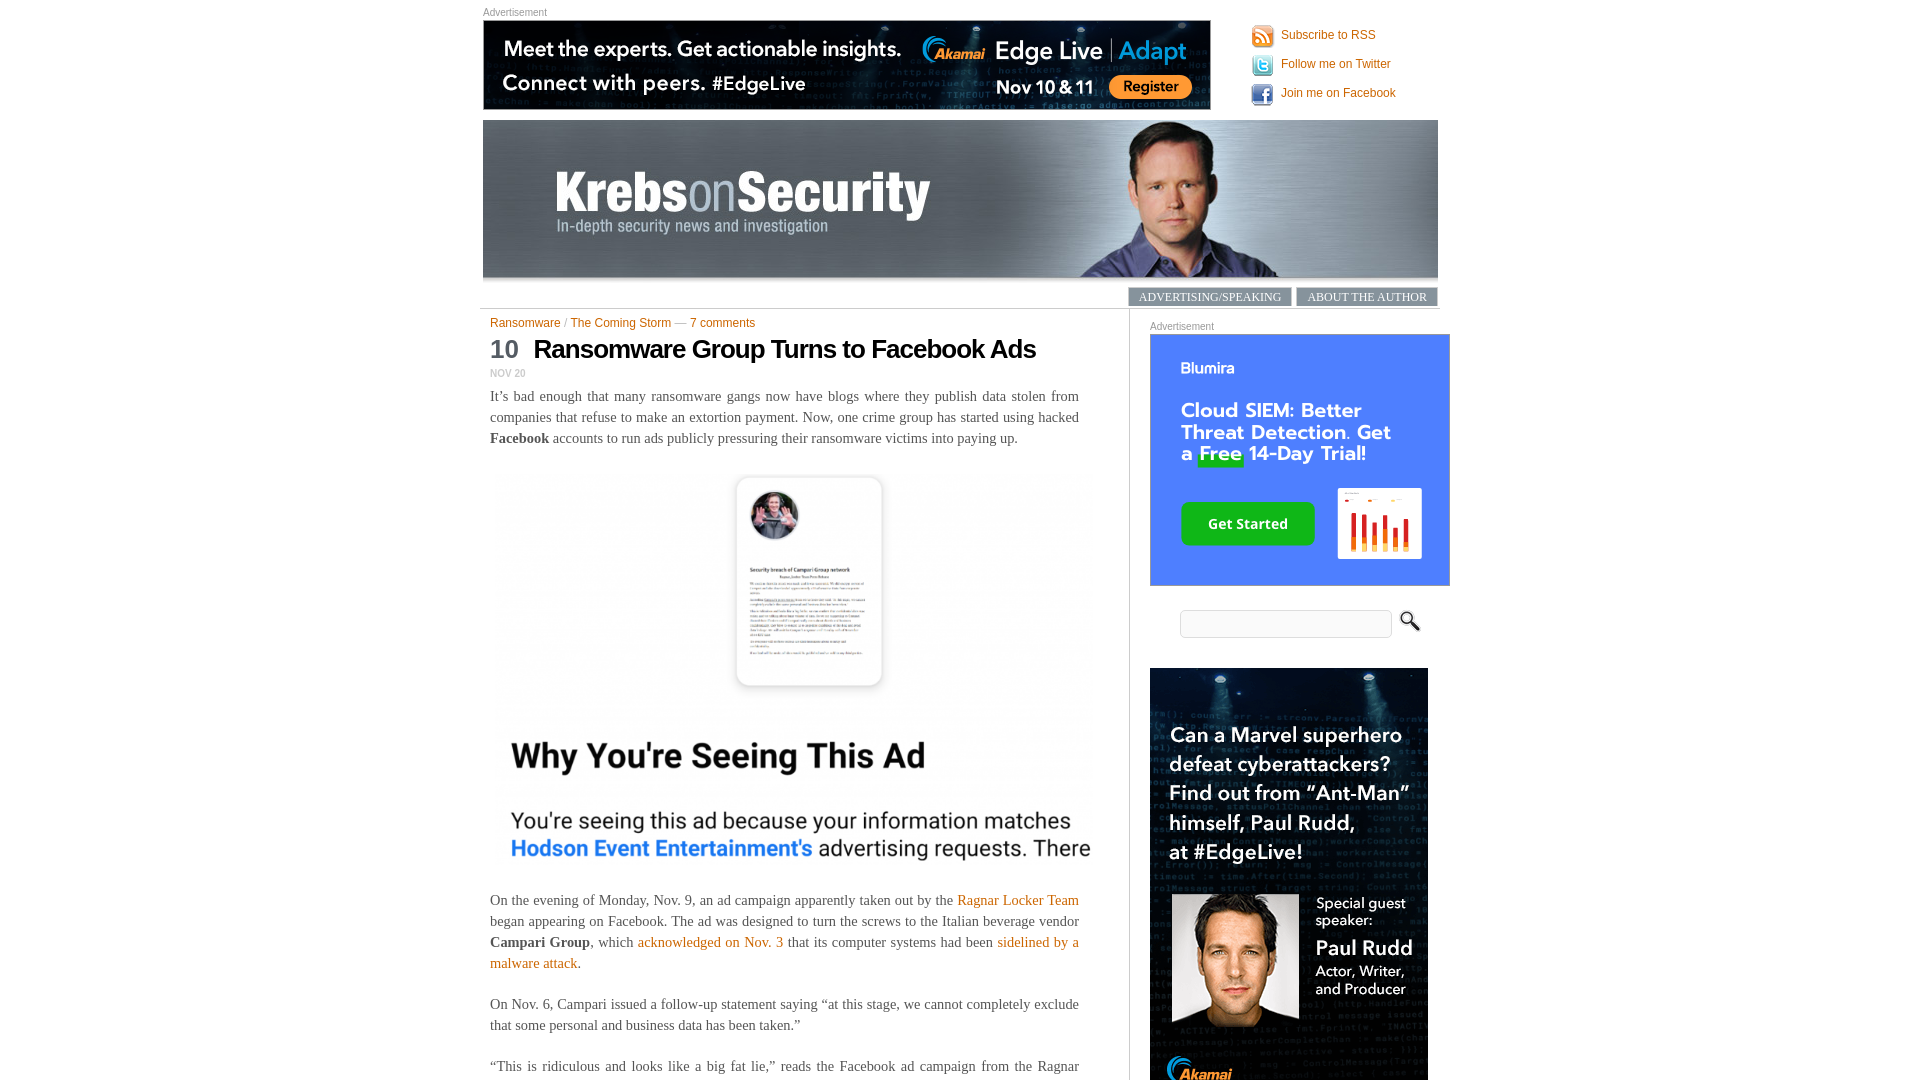 Advertisement
Meet the experts. Get actionable insights.
Connect with peers. #EdgeLive
Akamai
Edge Live | Adapt
Nov 10 & 11
Register
Subscribe to RSS
Follow me on Twitter
Join me on Facebook
KrebsonSecurity
In-depth security news and investigation
ADVERTISING/SPEAKING
ABOUT THE AUTHOR
Ransomware / The Coming Storm — 7 comments
10 Ransomware Group Turns to Facebook Ads
NOV 20
It’s bad enough that many ransomware gangs now have blogs where they publish data stolen from
companies that refuse to make an extortion payment. Now, one crime group has started using hacked
Facebook accounts to run ads publicly pressuring their ransomware victims into paying up.
Security breach of Campari Group network
Why You're Seeing This Ad
You're seeing this ad because your information matches
Hodson Event Entertainment's advertising requests. There
On the evening of Monday, Nov. 9, an ad campaign apparently taken out by the Ragnar Locker Team
began appearing on Facebook. The ad was designed to turn the screws to the Italian beverage vendor
Campari Group, which acknowledged on Nov. 3 that its computer systems had been sidelined by a
malware attack.
On Nov. 6, Campari issued a follow-up statement saying “at this stage, we cannot completely exclude
that some personal and business data has been taken.”
“This is ridiculous and looks like a big fat lie,” reads the Facebook ad campaign from the Ragnar
Advertisement
Blumira
Cloud SIEM: Better
Threat Detection. Get
a Free 14-Day Trial!
Get Started
Can a Marvel superhero
defeat cyberattackers?
Find out from “Ant-Man”
himself, Paul Rudd,
at #EdgeLive!
Special guest
speaker:
Paul Rudd
Actor, Writer,
and Producer
Akamai